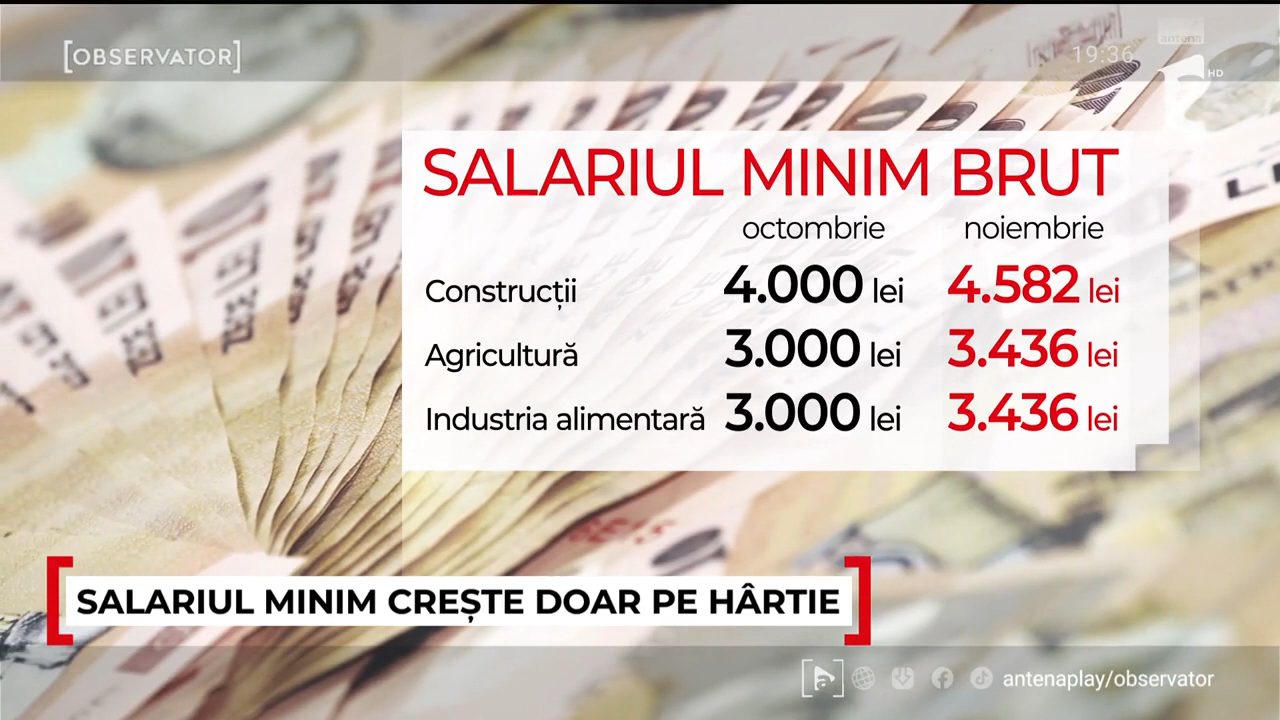 [OBSERVATOR]
antena
19:36
HD
SALARIUL MINIM BRUT
octombrie noiembrie
Construcții 4.000 lei 4.582 lei
Agricultură 3.000 lei 3.436 lei
Industria alimentară 3.000 lei 3.436 lei
SALARIUL MINIM CREȘTE DOAR PE HÂRTIE
antenaplay/observator